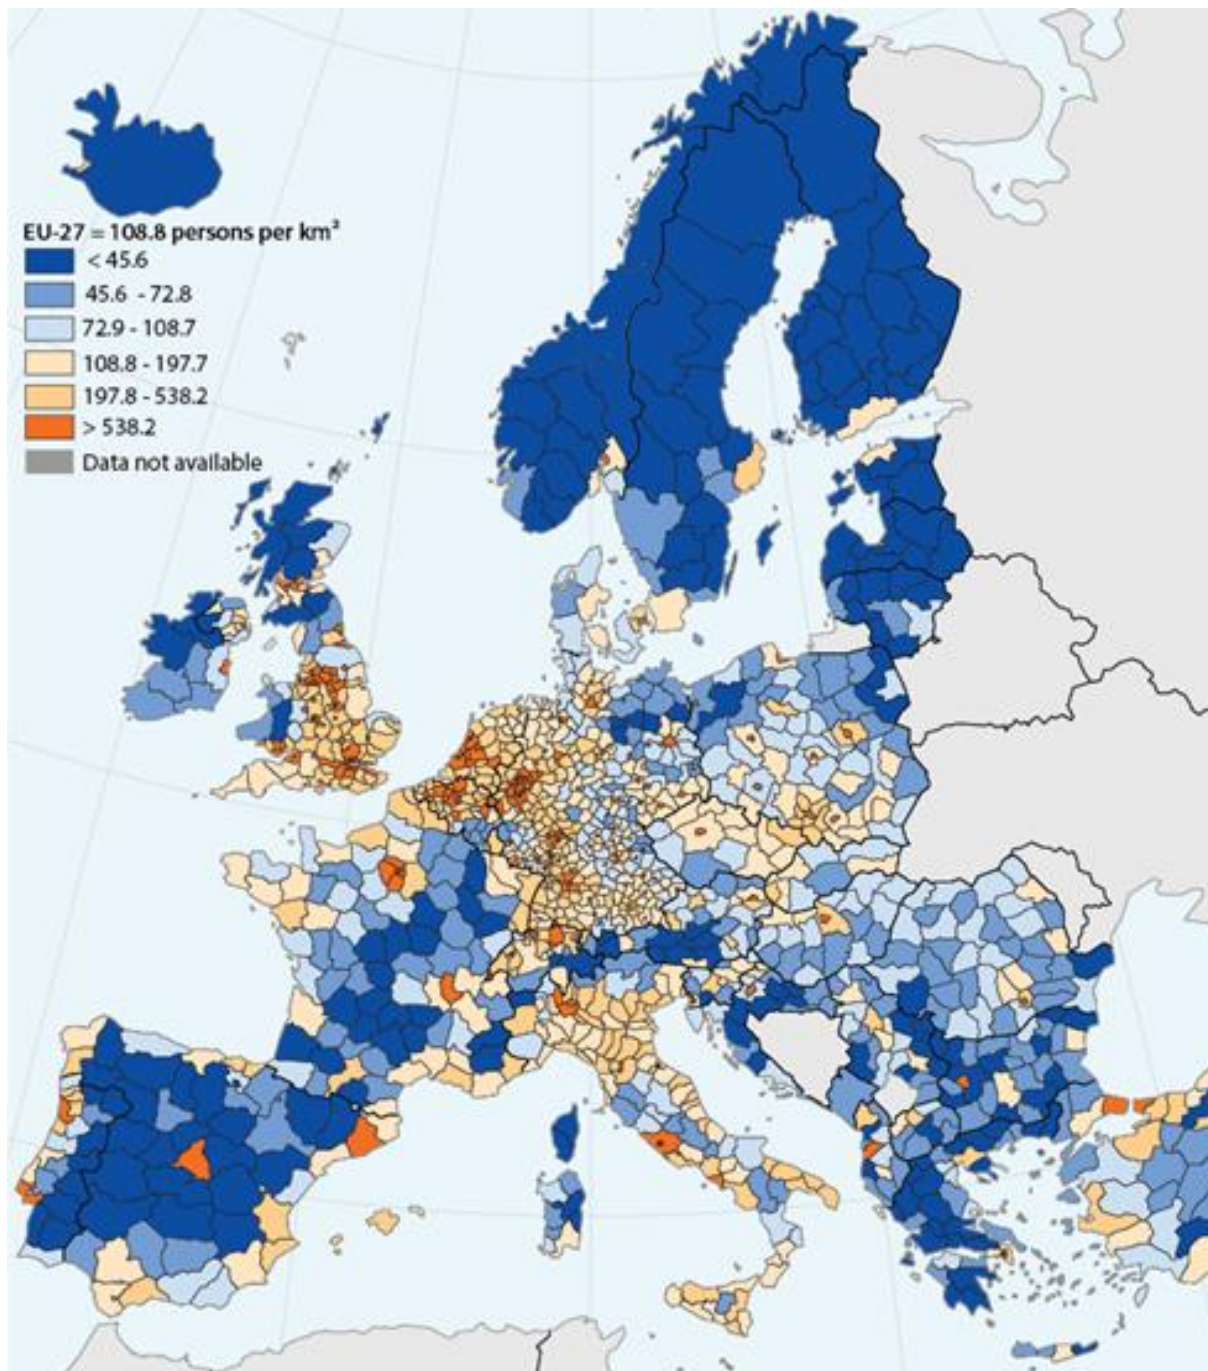 EU-27 = 108.8 persons per km²
< 45.6
45.6 - 72.8
72.9 - 108.7
108.8 - 197.7
197.8 - 538.2
> 538.2
Data not available